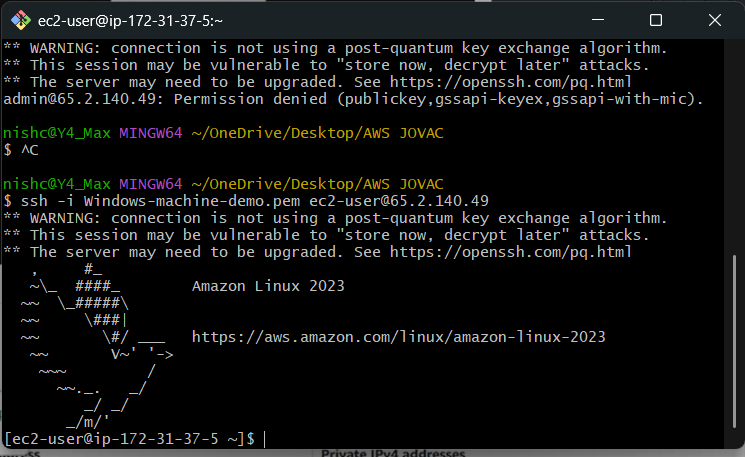 ec2-user@ip-172-31-37-5:~
** WARNING: connection is not using a post-quantum key exchange algorithm.
** This session may be vulnerable to "store now, decrypt later" attacks.
** The server may need to be upgraded. See https://openssh.com/pq.html
admin@65.2.140.49: Permission denied (publickey,gssapi-keyex,gssapi-with-mic).
nishc@Y4_Max MINGW64 ~/OneDrive/Desktop/AWS JOVAC
$ ^C
nishc@Y4_Max MINGW64 ~/OneDrive/Desktop/AWS JOVAC
$ ssh -i Windows-machine-demo.pem ec2-user@65.2.140.49
** WARNING: connection is not using a post-quantum key exchange algorithm.
** This session may be vulnerable to "store now, decrypt later" attacks.
** The server may need to be upgraded. See https://openssh.com/pq.html
   ,     #_
   ~\_  ####_        Amazon Linux 2023
  ~~  \_#####\
  ~~     \###|
  ~~       \#/ ___   https://aws.amazon.com/linux/amazon-linux-2023
   ~~       V~' '->
    ~~~         /
      ~~._.   _/
         _/ _/
       _/m/'
[ec2-user@ip-172-31-37-5 ~]$
Private IPv4 addresses